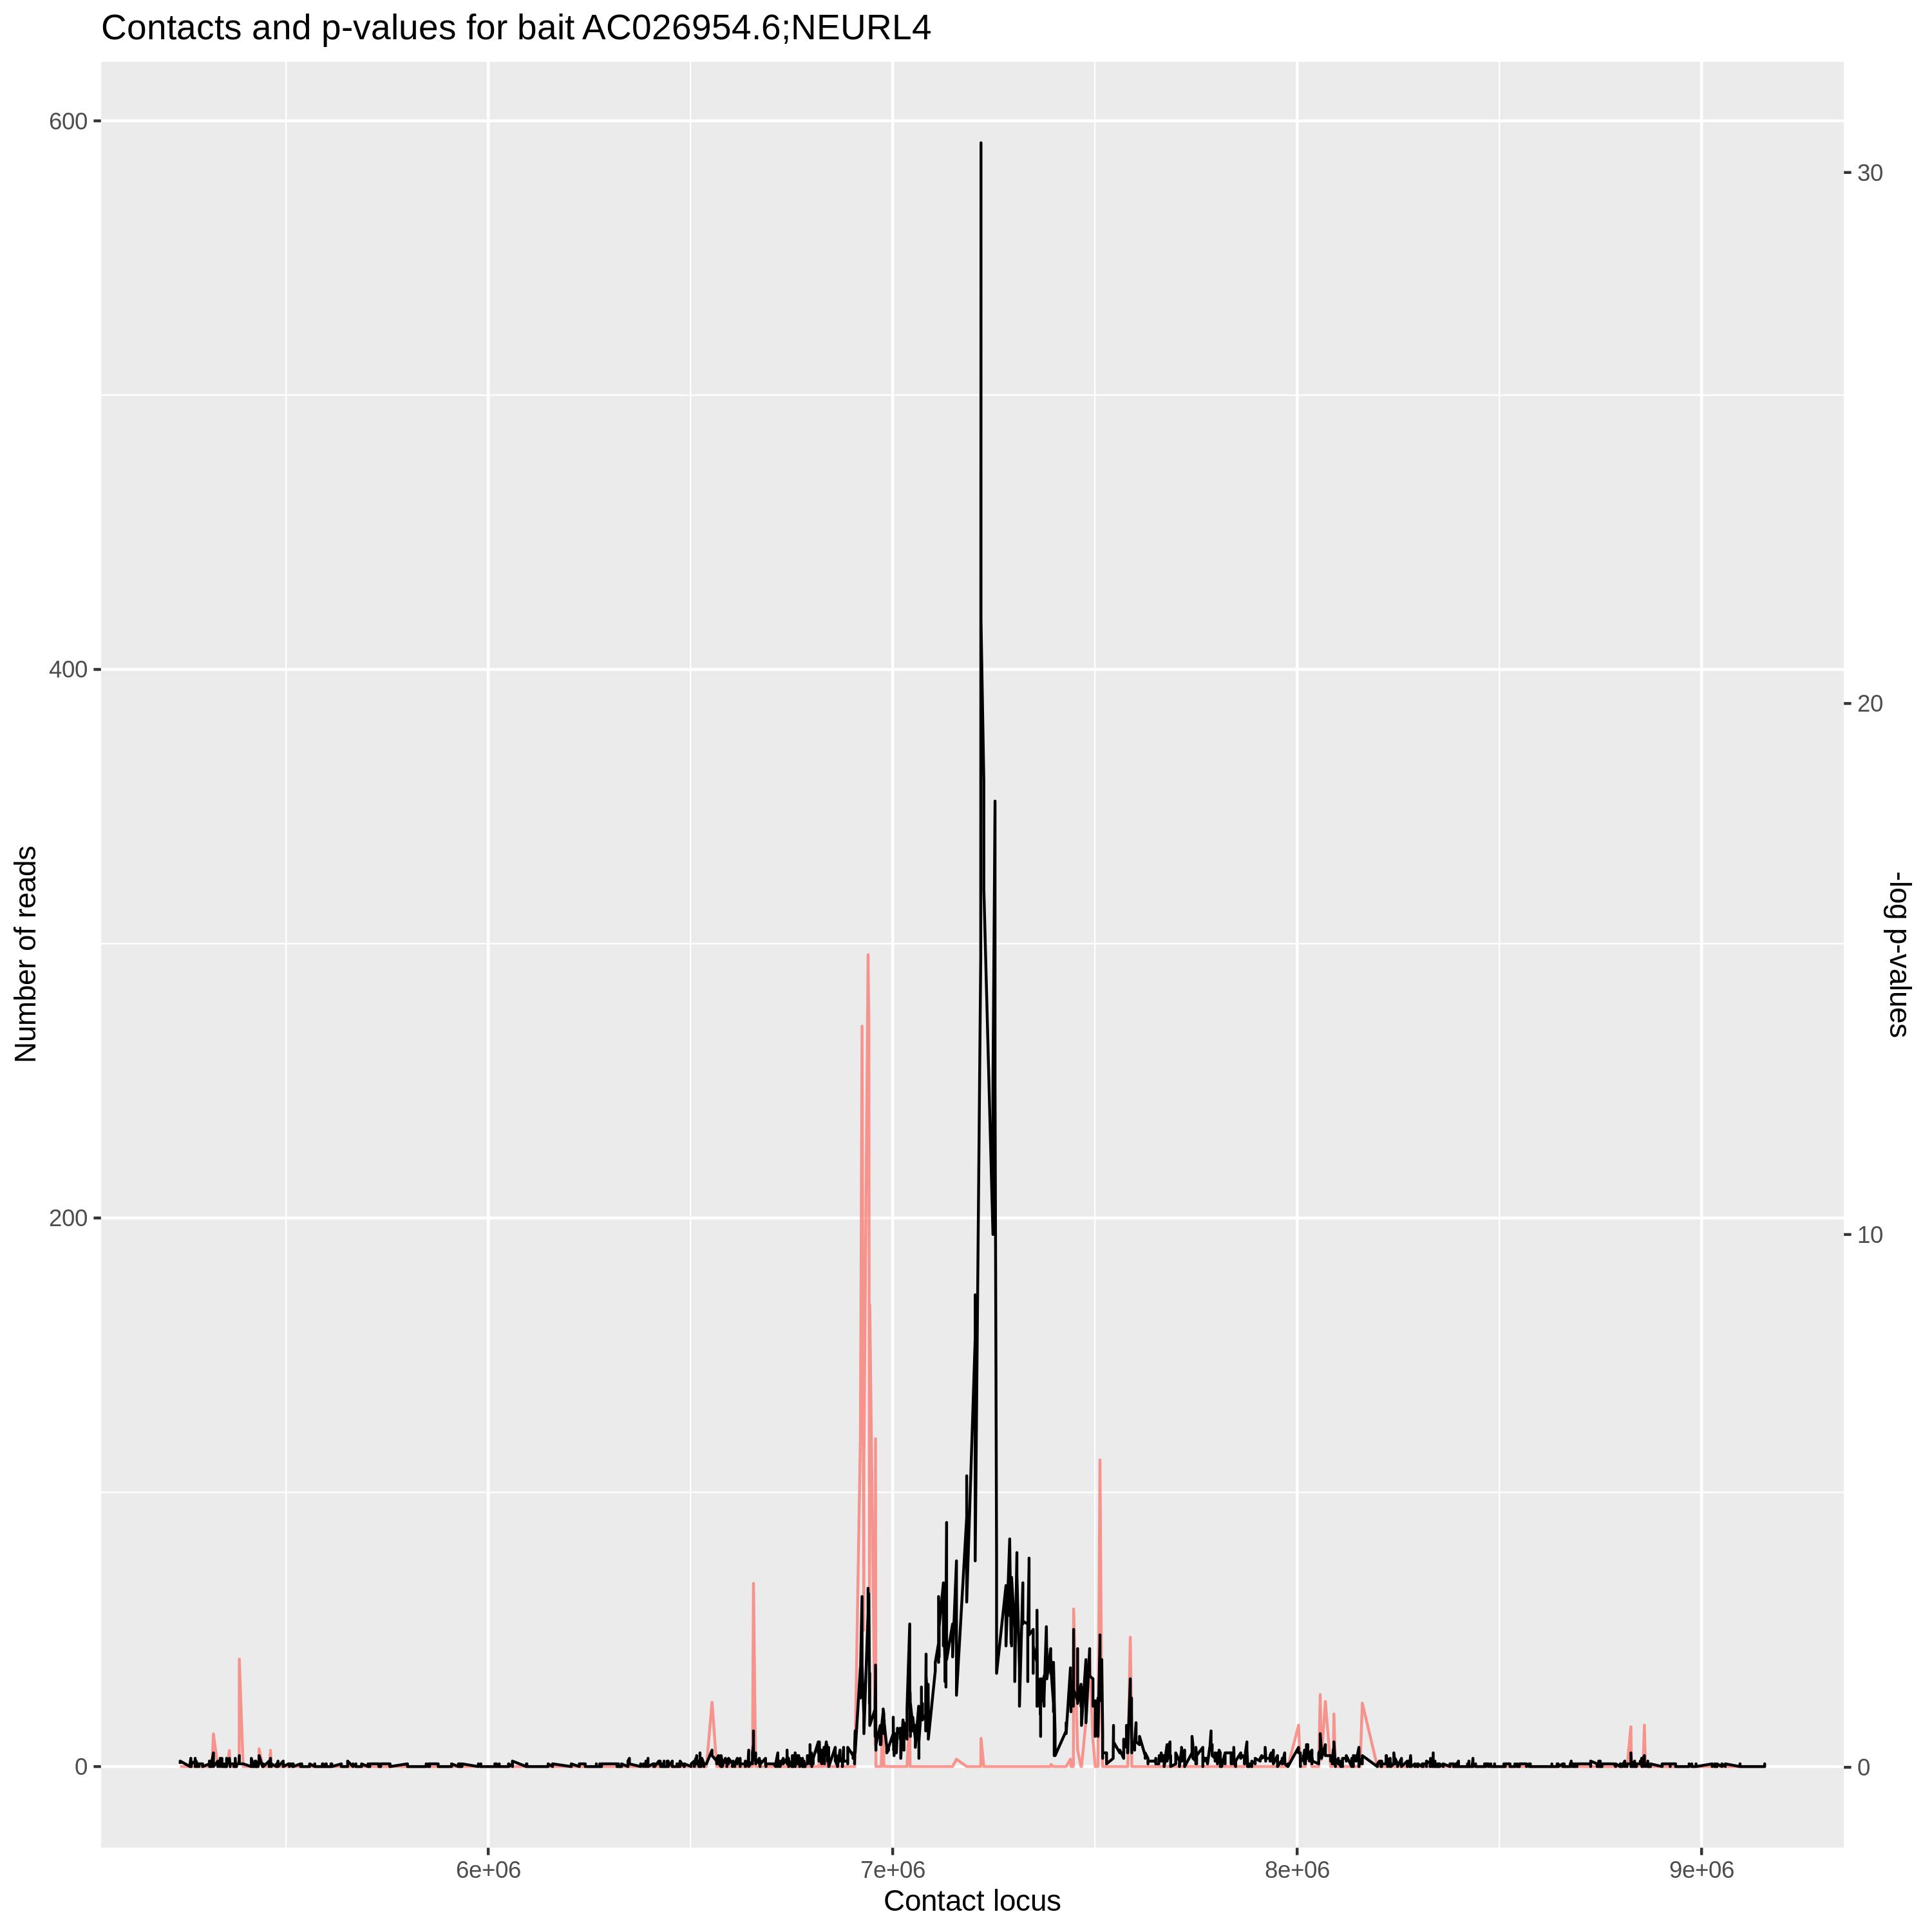 Contacts and p-values for bait AC026954.6;NEURL4
600
400
200
0
Number of reads
30
20
10
0
-log p-values
6e+06
7e+06
8e+06
9e+06
Contact locus